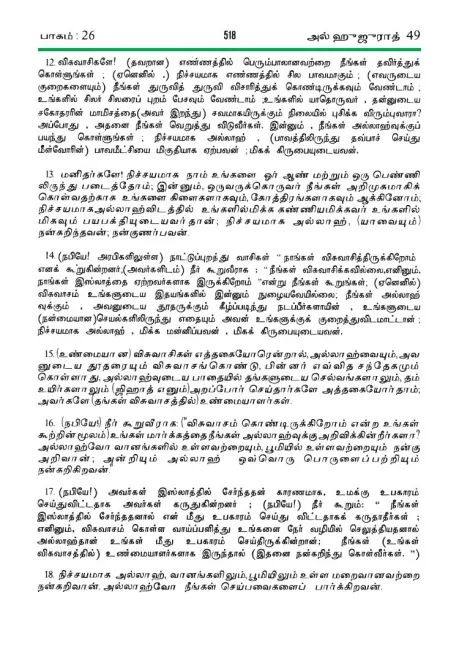 பாகம் : 26 518 அல் ஹுஜுராத் 49
12. விசுவாசிகளே! (தவறான) எண்ணத்தில் பெரும்பாலானவற்றை நீங்கள் தவிர்த்துக்
கொள்ளுங்கள் ; (ஏனெனில் ,) நிச்சயமாக எண்ணத்தில் சில பாவமாகும் ; (எவருடைய
குறைகளையும்) நீங்கள் துருவித் துருவி விசாரித்துக் கொண்டிருக்கவும் வேண்டாம் ,
உங்களில் சிலர் சிலரைப் புறம் பேசவும் வேண்டாம் ;உங்களில் யாதொருவர் , தன்னுடைய
சகோதரரின் மாமிசத்தை(அவர் இறந்து) சவமாகயிருக்கும் நிலையில் புசிக்க விரும்புவாரா?
அப்போது , அதனை நீங்கள் வெறுத்து விடுவீர்கள். இன்னும் , நீங்கள் அல்லாஹ்வுக்குப்
பயந்து கொள்ளுங்கள் ; நிச்சயமாக அல்லாஹ் , (பாவத்திலிருந்து தவ்பாச் செய்து
மீள்வோரின்) பாவமீட்சியை மிகுதியாக ஏற்பவன் ;மிகக் கிருபையுடையவன்.
13. மனிதர்களே! நிச்சயமாக நாம் உங்களை ஓர் ஆண் மற்றும் ஒரு பெண்ணி
லிருந்து படைத்தோம்; இன்னும், ஒருவருக்கொருவர் நீங்கள் அறிமுகமாகிக்
கொள்வதற்காக உங்களை கிளைகளாகவும்,கோத்திரங்களாகவும் ஆக்கினோம்,
நிச்சயமாகஅல்லாஹ்விடத்தில் உங்களில்மிக்க கண்ணியமிக்கவர் உங்களில்
மிகவும் பயபக்தியுடையவர்தான்; நிச்சயமாக அல்லாஹ், (யாவையும்)
நன்கறிந்தவன்; நன்குணர்பவன்.
14. (நபியே! அரபிகளிலுள்ள) நாட்டுப்புறத்து வாசிகள் “ நாங்கள் விசுவாசித்திருக்கிறோம்
எனக் கூறுகின்றனர்,(அவர்களிடம்) நீர் கூறுவீராக : “நீங்கள் விசுவாசிக்கவில்லை,எனினும்,
நாங்கள் இஸ்லாத்தை ஏற்றவர்களாக இருக்கிறோம் “என்று நீங்கள் கூறுங்கள்; (ஏனெனில்)
விசுவாசம் உங்களுடைய இதயங்களில் இன்னும் நுழையவேயில்லை; நீங்கள் அல்லாஹ்
வுக்கும் , அவனுடைய தூதருக்கும் கீழ்ப்படிந்து நடப்பீர்களாயின் , உங்களுடைய
(நன்மையான)செயல்களிலிருந்து எதையும் அவன் உங்களுக்குக் குறைத்துவிடமாட்டான் ;
நிச்சயமாக அல்லாஹ் , மிக்க மன்னிப்பவன் , மிகக் கிருபையுடையவன்.
15. (உண்மையான) விசுவாசிகள் எத்தகையோரென்றால்,அல்லாஹ்வையும்,அவ
னுடைய தூதரையும் விசுவாசங்கொண்டு, பின்னர் எவ்வித சந்தேகமும்
கொள்ளாது, அல்லாஹ்வுடைய பாதையில் தங்களுடைய செல்வங்களாலும், தம்
உயிர்களாலும் (ஜிஹாத் எனும்)அறப்போர் செய்தார்களே அத்தகையோர்தாம்;
அவர்களே (தங்கள் விசுவாசத்தில்) உண்மையாளர்கள்.
16. (நபியே!) நீர் கூறுவீராக: (“விசுவாசம் கொண்டிருக்கிறோம் என்ற உங்கள்
கூற்றின் மூலம்) உங்கள் மார்க்கத்தை நீங்கள் அல்லாஹ்வுக்கு அறிவிக்கின்றீர்களா?
அல்லாஹ்வோ வானங்களில் உள்ளவற்றையும், பூமியில் உள்ளவற்றையும் நன்கு
அறிவான்; அன்றியும் அல்லாஹ் ஒவ்வொரு பொருளைப்பற்றியும்
நன்கறிகிறவன்.”
17. (நபியே!) அவர்கள் இஸ்லாத்தில் சேர்ந்ததன் காரணமாக, உமக்கு உபகாரம்
செய்துவிட்டதாக அவர்கள் கருதுகின்றனர் ; (நபியே!) நீர் கூறும்: “ நீங்கள்
இஸ்லாத்தில் சேர்ந்ததனால் என் மீது உபகாரம் செய்து விட்டதாகக் கருதாதீர்கள் ;
எனினும், விசுவாசம் கொள்ள வாய்ப்பளித்து உங்களை நேர் வழியில் செலுத்தியதனால்
அல்லாஹ்தான் உங்கள் மீது உபகாரம் செய்திருக்கின்றான்; நீங்கள் (உங்கள்
விசுவாசத்தில்) உண்மையாளர்களாக இருந்தால் (இதனை நன்கறிந்து கொள்வீர்கள். ”)
18. நிச்சயமாக அல்லாஹ், வானங்களிலும்,பூமியிலும் உள்ள மறைவானவற்றை
நன்கறிவான். அல்லாஹ்வோ நீங்கள் செய்பவைகளைப் பார்க்கிறவன்.